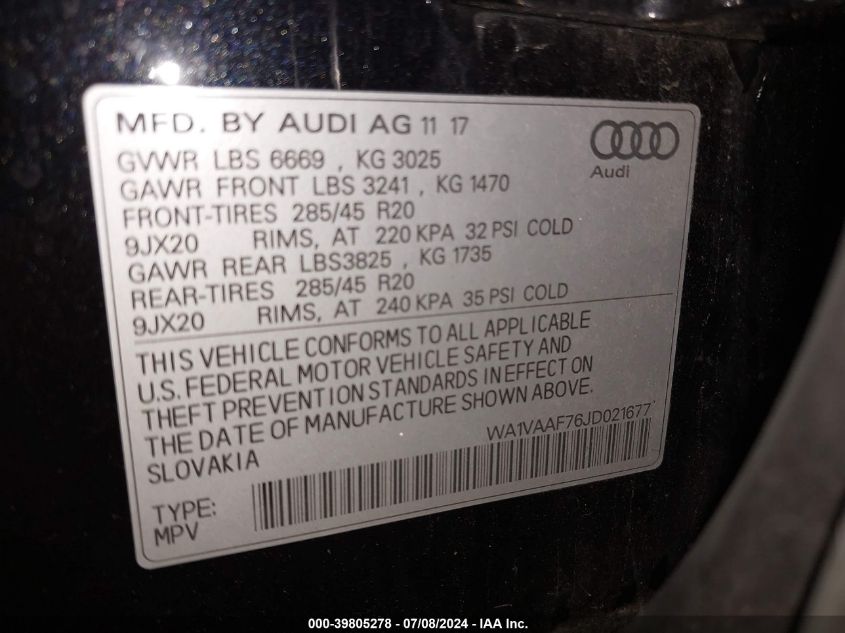 MFD. BY AUDI AG 11 17
Audi
GVWR LBS 6669 , KG 3025
GAWR FRONT LBS 3241 , KG 1470
FRONT-TIRES 285/45 R20
9JX20 RIMS, AT 220 KPA 32 PSI COLD
GAWR REAR LBS3825 , KG 1735
REAR-TIRES 285/45 R20
9JX20 RIMS, AT 240 KPA 35 PSI COLD
THIS VEHICLE CONFORMS TO ALL APPLICABLE
U.S. FEDERAL MOTOR VEHICLE SAFETY AND
THEFT PREVENTION STANDARDS IN EFFECT ON
THE DATE OF MANUFACTURE SHOWN ABOVE.
SLOVAKIA
WA1VAAF76JD021677
TYPE:
MPV
000-39805278 - 07/08/2024 - IAA Inc.